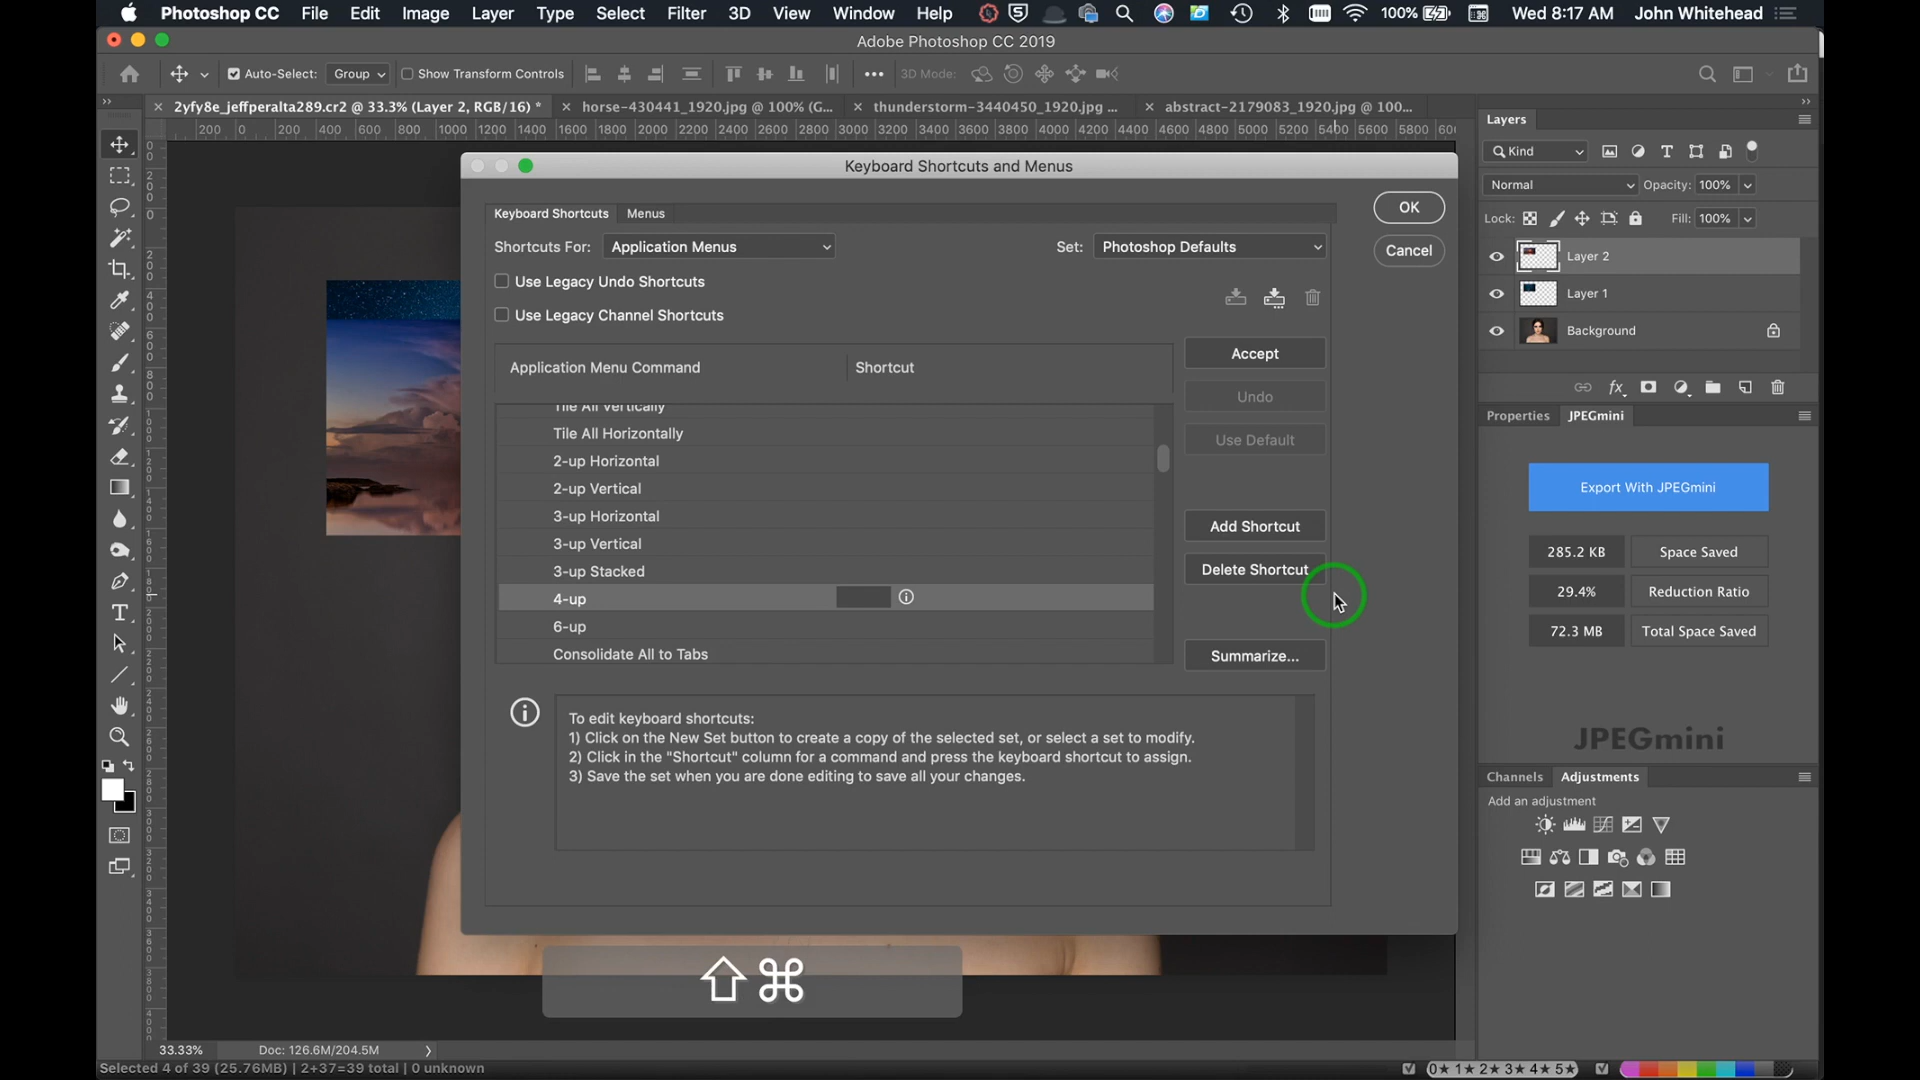 Photoshop CC File Edit Image Layer Type Select Filter 3D View Window Help 100% Wed 8:17 AM John Whitehead
Adobe Photoshop CC 2019
Auto-Select: Group Show Transform Controls 3D Mode:
2yfy8e_jeffperalta289.cr2 @ 33.3% (Layer 2, RGB/16) * horse-430441_1920.jpg @ 100% (G... thunderstorm-3440450_1920.jpg ... abstract-2179083_1920.jpg @ 100...
200 0 200 400 600 800 1000 1200 1400 1600 1800 2000 2200 2400 2600 2800 3000 3200 3400 3600 3800 4000 4200 4400 4600 4800 5000 5200 5400 5600 5800
Keyboard Shortcuts and Menus
Keyboard Shortcuts Menus
Shortcuts For: Application Menus Set: Photoshop Defaults
OK
Cancel
Use Legacy Undo Shortcuts
Use Legacy Channel Shortcuts
Application Menu Command Shortcut
Tile All Vertically
Tile All Horizontally
2-up Horizontal
2-up Vertical
3-up Horizontal
3-up Vertical
3-up Stacked
4-up
6-up
Consolidate All to Tabs
Accept
Undo
Use Default
Add Shortcut
Delete Shortcut
Summarize...
To edit keyboard shortcuts:
1) Click on the New Set button to create a copy of the selected set, or select a set to modify.
2) Click in the "Shortcut" column for a command and press the keyboard shortcut to assign.
3) Save the set when you are done editing to save all your changes.
⇧⌘
Layers
Kind
Normal Opacity: 100%
Lock: Fill: 100%
Layer 2
Layer 1
Background
fx
Properties JPEGmini
Export With JPEGmini
285.2 KB Space Saved
29.4% Reduction Ratio
72.3 MB Total Space Saved
JPEGmini
Channels Adjustments
Add an adjustment
33.33% Doc: 126.6M/204.5M
Selected 4 of 39 (25.76MB) | 2+37=39 total | 0 unknown
0★ 1★ 2★ 3★ 4★ 5★